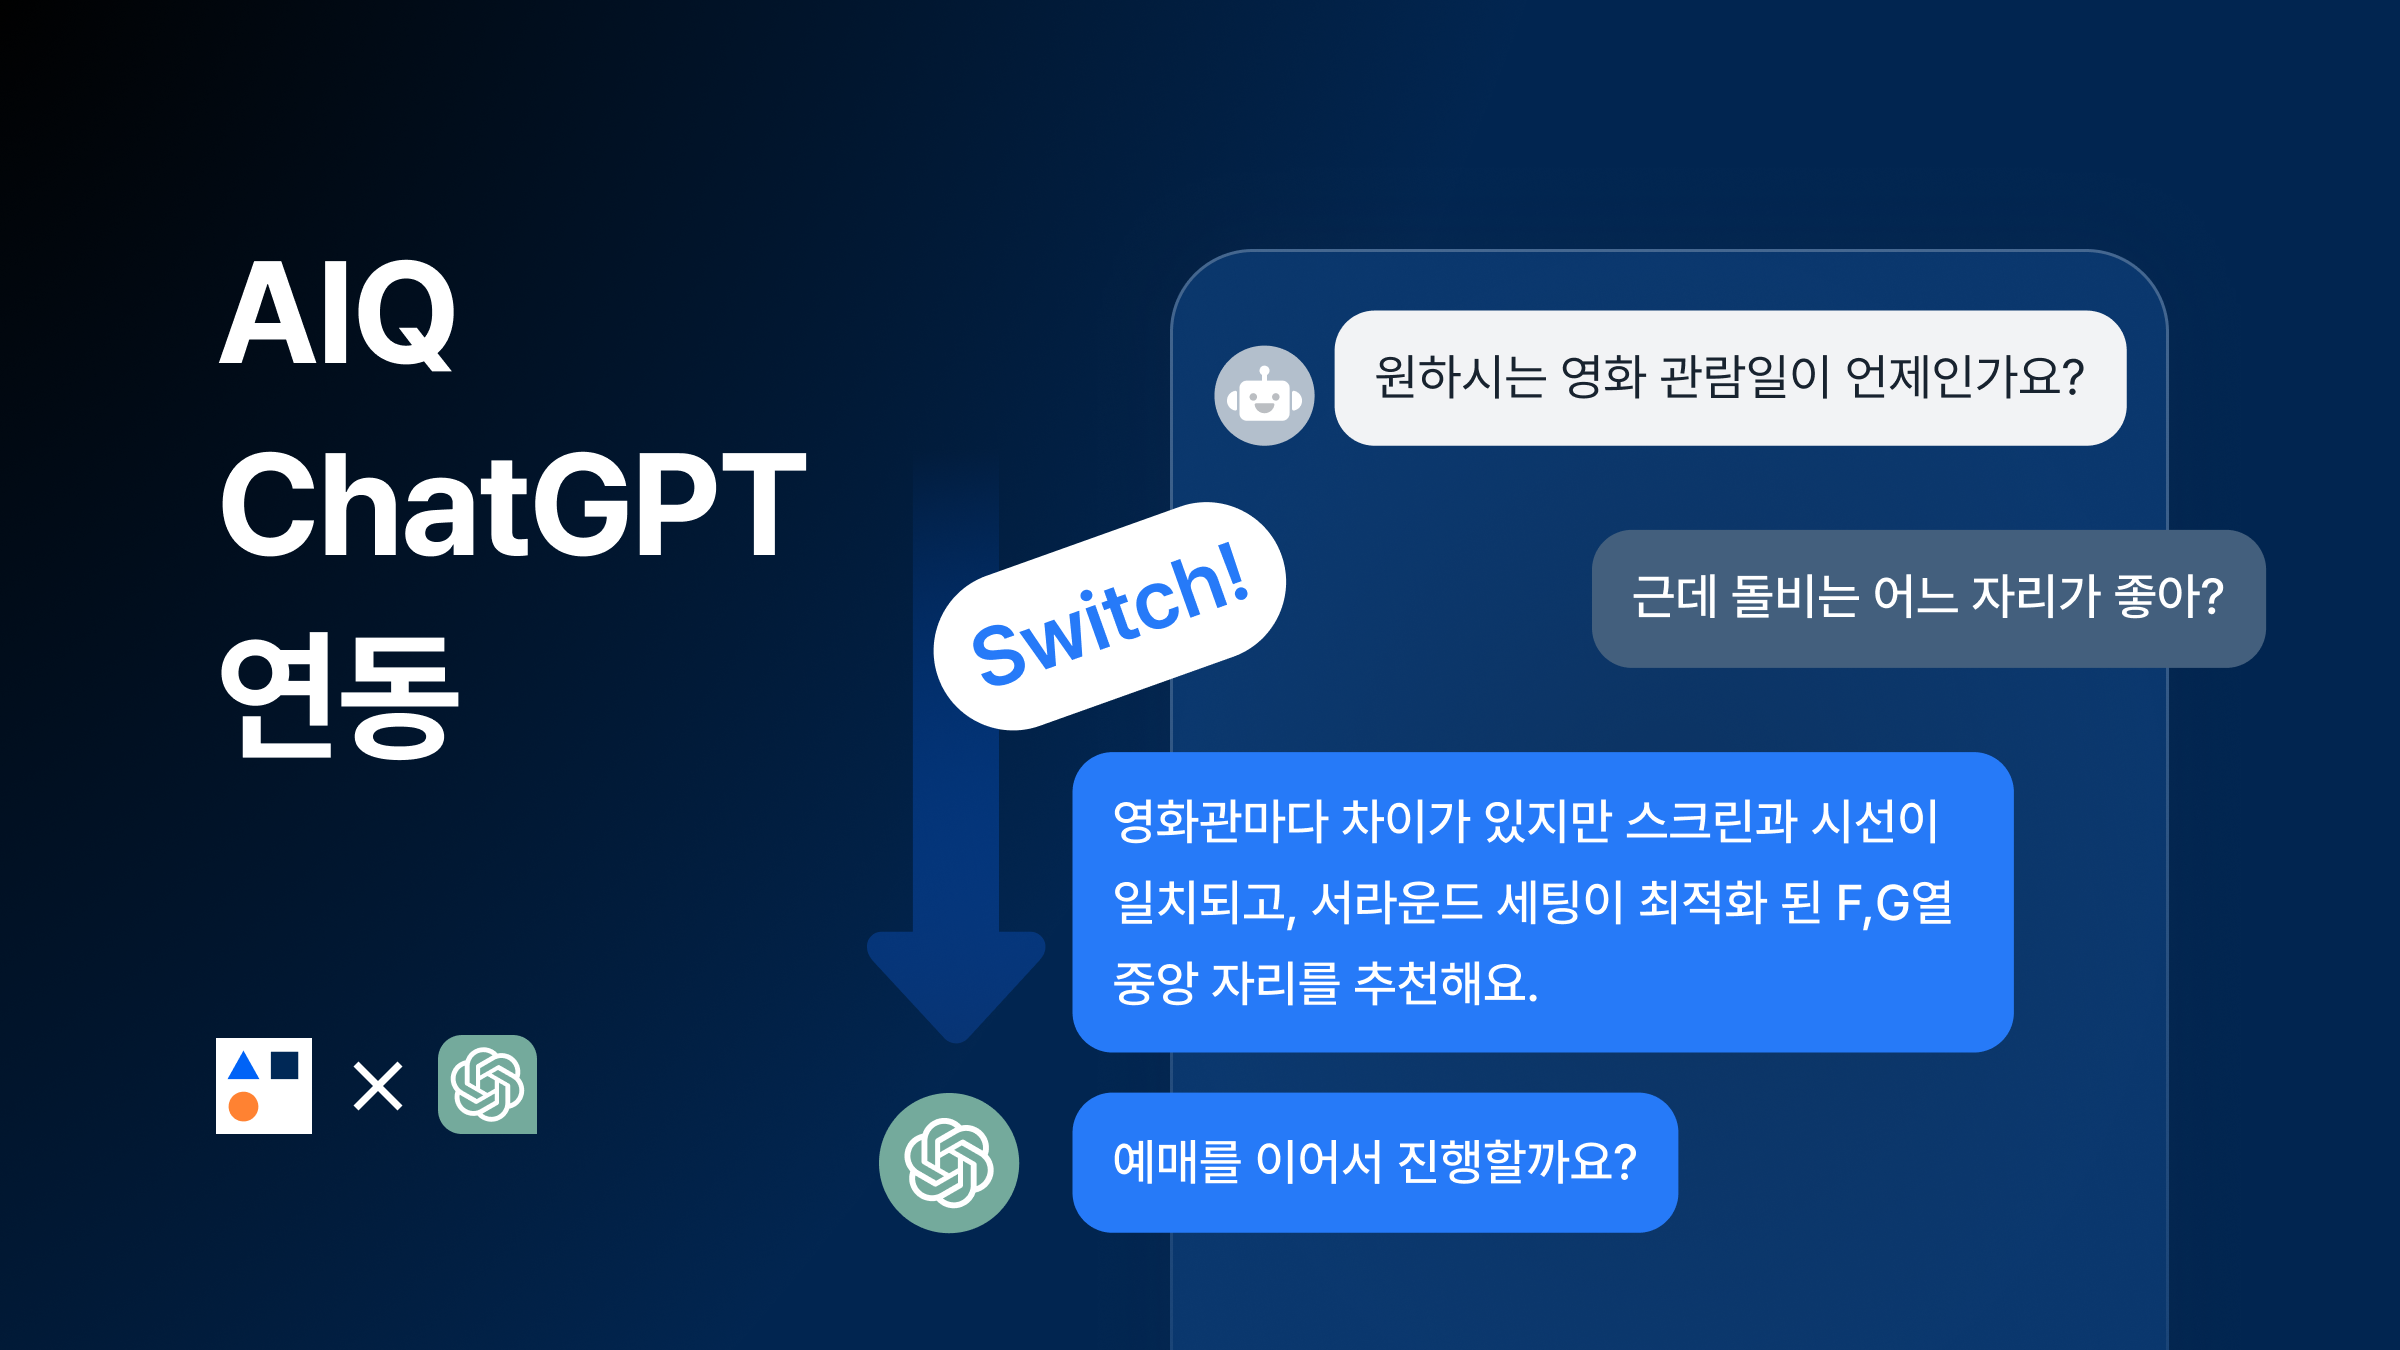 AIQ
ChatGPT
연동
원하시는 영화 관람일이 언제인가요?
근데 돌비는 어느 자리가 좋아?
Switch!
영화관마다 차이가 있지만 스크린과 시선이
일치되고, 서라운드 세팅이 최적화 된 F,G열
중앙 자리를 추천해요.
예매를 이어서 진행할까요?